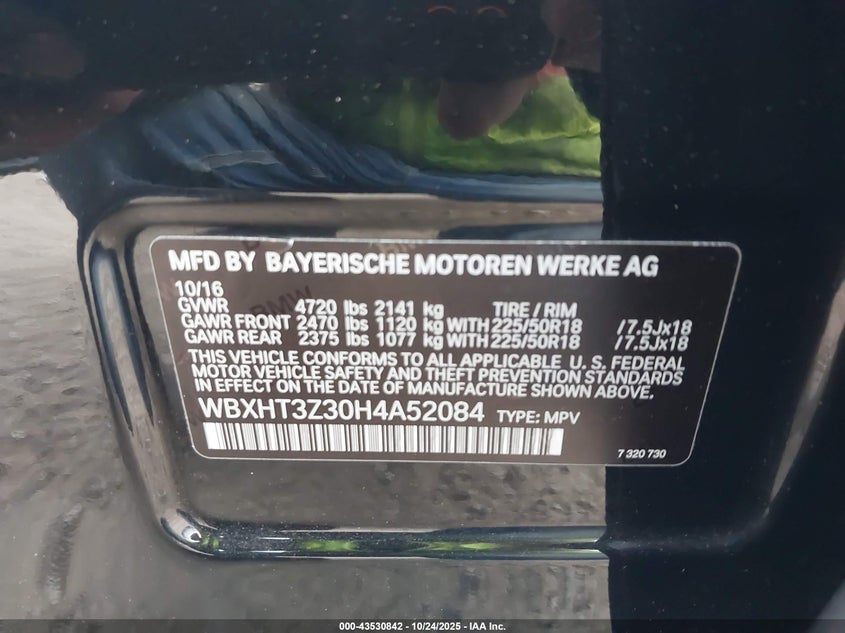 MFD BY BAYERISCHE MOTOREN WERKE AG
10/16
GVWR 4720 lbs 2141 kg TIRE / RIM
GAWR FRONT 2470 lbs 1120 kg WITH 225/50R18 /7.5Jx18
GAWR REAR 2375 lbs 1077 kg WITH 225/50R18 /7.5Jx18
THIS VEHICLE CONFORMS TO ALL APPLICABLE U. S. FEDERAL
MOTOR VEHICLE SAFETY AND THEFT PREVENTION STANDARDS
IN EFFECT ON THE DATE OF MANUFACTURE SHOWN ABOVE.
WBXHT3Z30H4A52084 TYPE: MPV
7 320 730
000-43530842 - 10/24/2025 - IAA Inc.